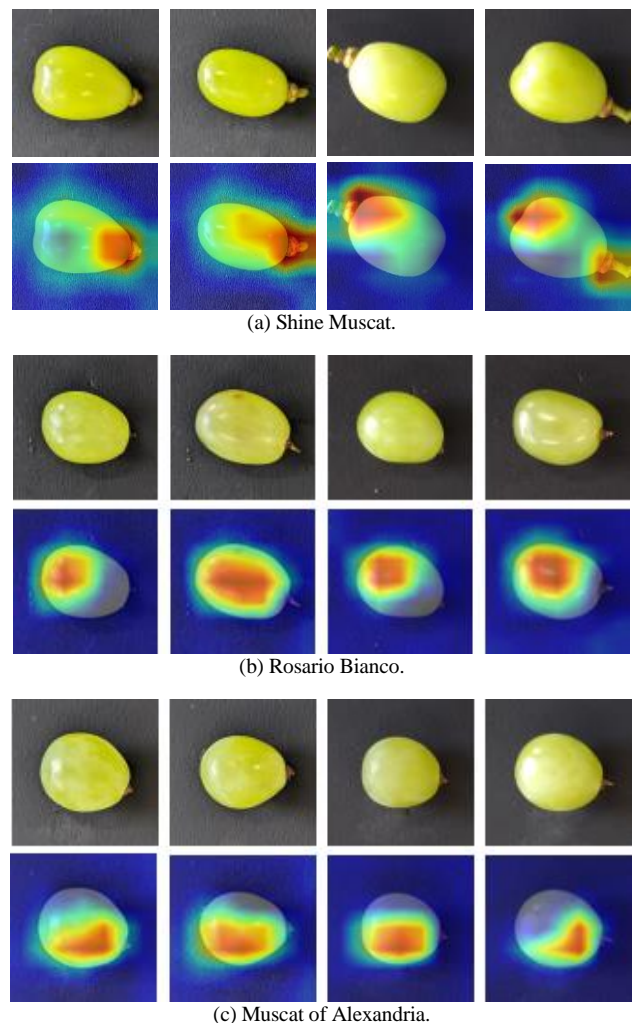 (a) Shine Muscat.
(b) Rosario Bianco.
(c) Muscat of Alexandria.